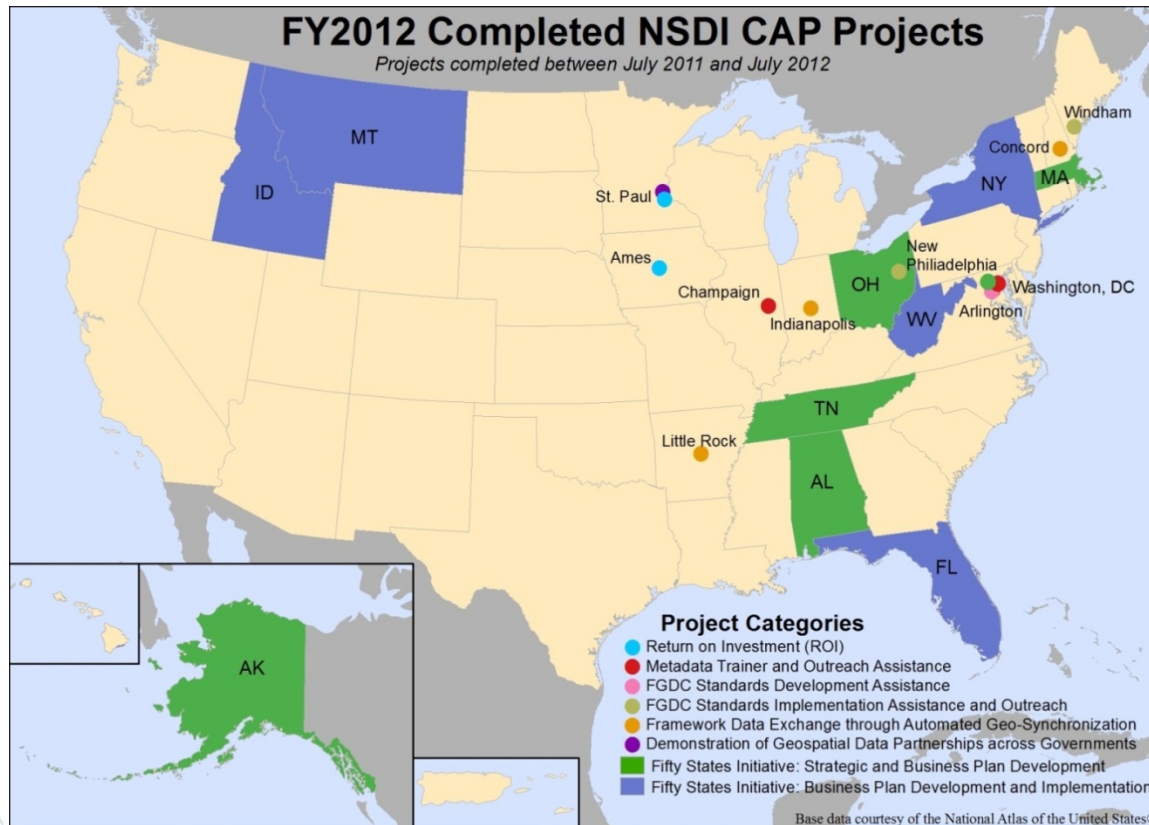 FY2012 Completed NSDI CAP Projects
Projects completed between July 2011 and July 2012
MT
ID
Windham
Concord
NY
MA
St. Paul
Ames
New
Philiadelphia
OH
Champaign
Washington, DC
Indianapolis
Arlington
WV
TN
Little Rock
AL
FL
AK
Project Categories
Return on Investment (ROI)
Metadata Trainer and Outreach Assistance
FGDC Standards Development Assistance
FGDC Standards Implementation Assistance and Outreach
Framework Data Exchange through Automated Geo-Synchronization
Demonstration of Geospatial Data Partnerships across Governments
Fifty States Initiative: Strategic and Business Plan Development
Fifty States Initiative: Business Plan Development and Implementation
Base data courtesy of the National Atlas of the United States©